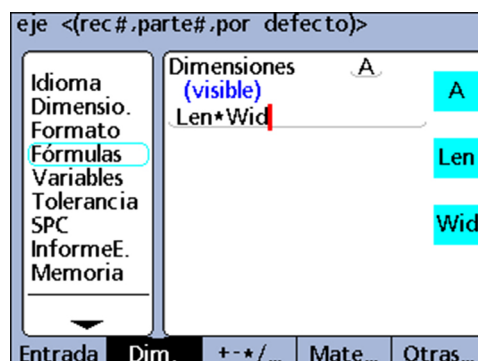 eje <(rec#,parte#,por defecto)>
Idioma
Dimensio.
Formato
Fórmulas
Variables
Tolerancia
SPC
InformeE.
Memoria
Dimensiones A
(visible)
Len*Wid
A
Len
Wid
Entrada Dim. +-*/... Mate... Otras...